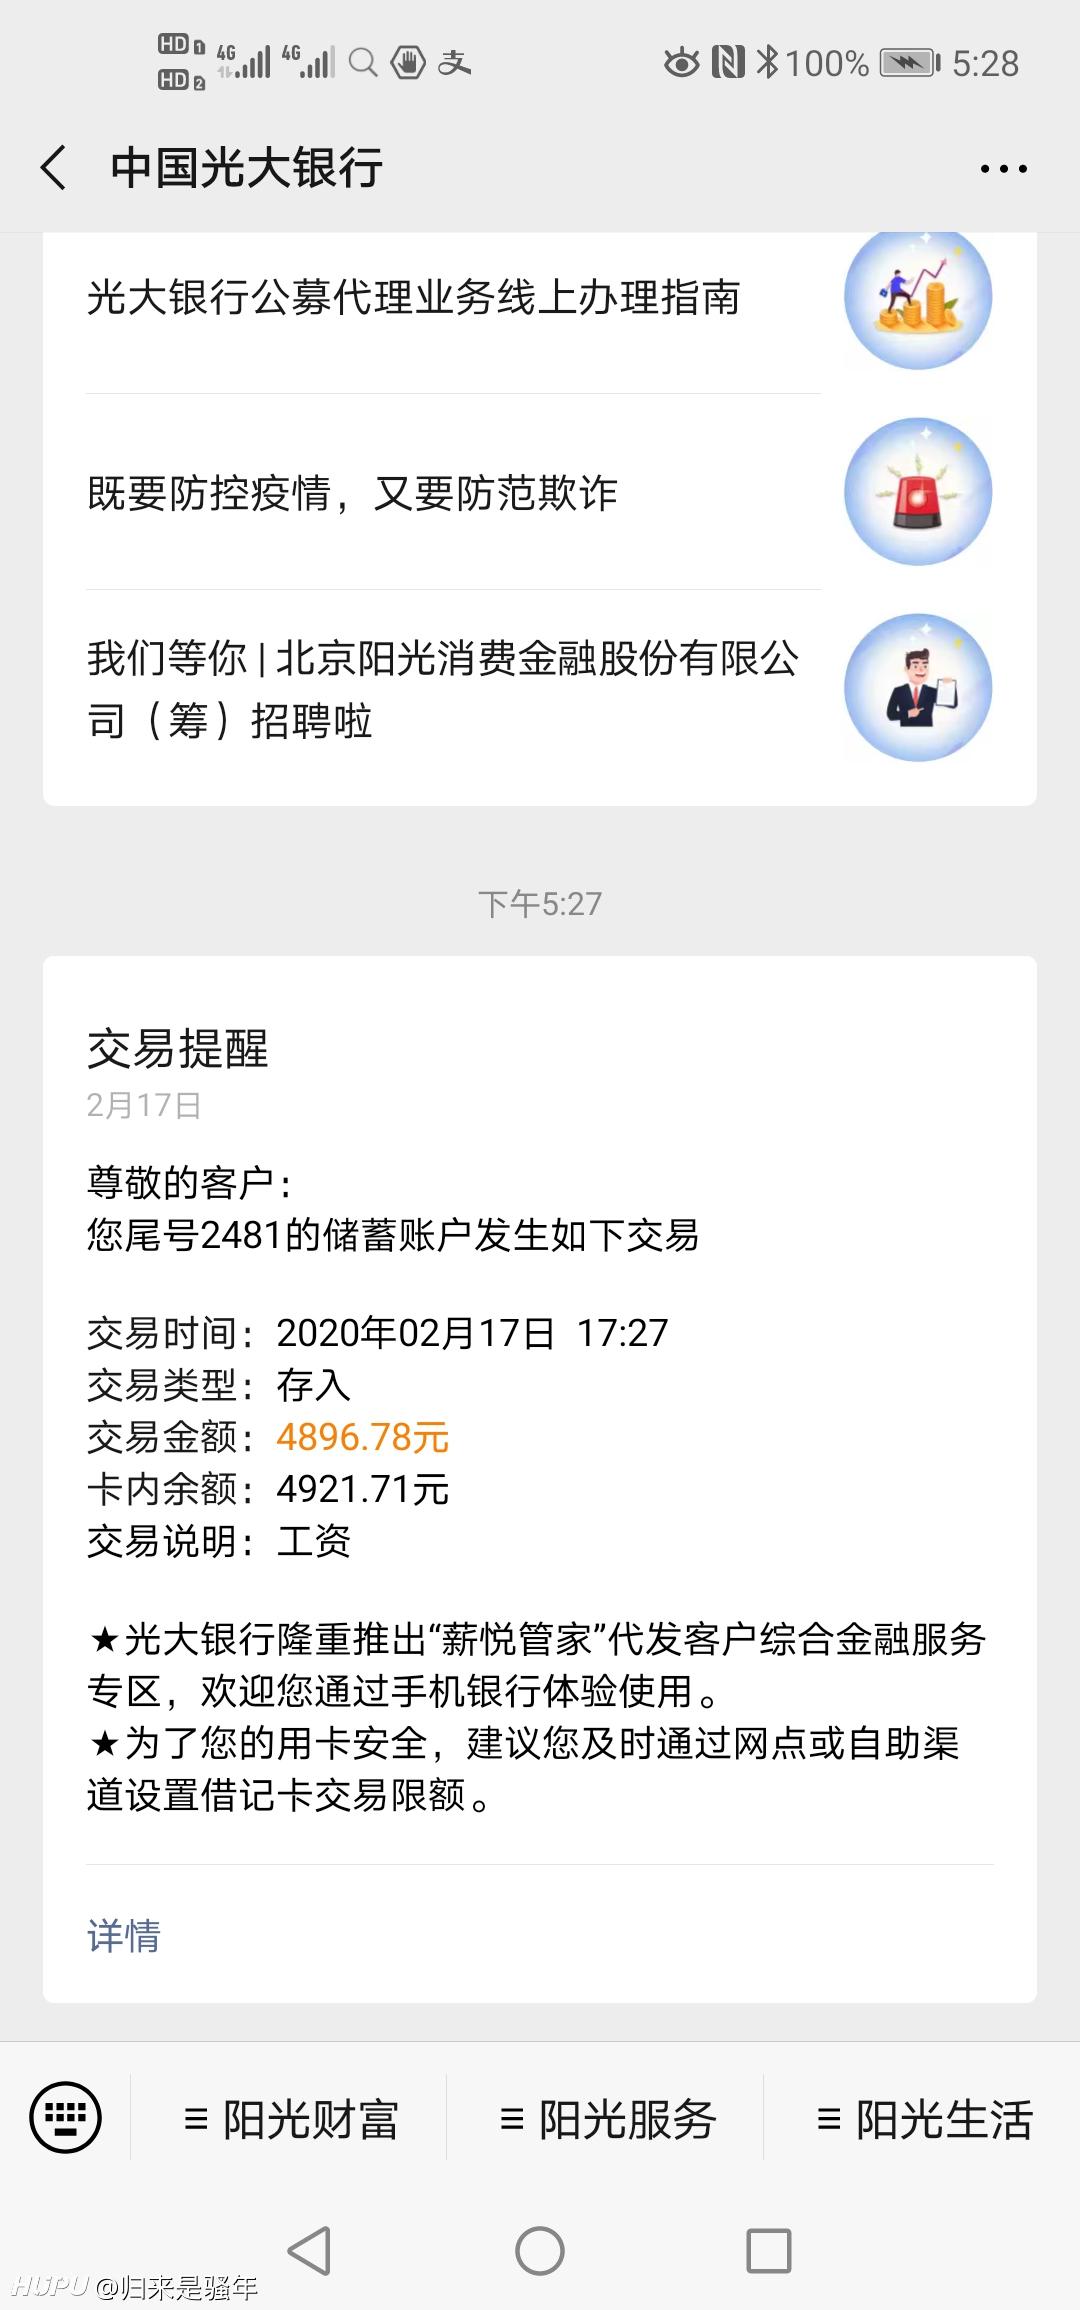 HD 1 4G 4G 支 100% 5:28
HD 2
中国光大银行
光大银行公募代理业务线上办理指南
既要防控疫情，又要防范欺诈
我们等你 | 北京阳光消费金融股份有限公
司（筹）招聘啦
下午5:27
交易提醒
2月17日
尊敬的客户：
您尾号2481的储蓄账户发生如下交易
交易时间：2020年02月17日 17:27
交易类型：存入
交易金额：4896.78元
卡内余额：4921.71元
交易说明：工资
★光大银行隆重推出“薪悦管家”代发客户综合金融服务
专区，欢迎您通过手机银行体验使用。
★为了您的用卡安全，建议您及时通过网点或自助渠
道设置借记卡交易限额。
详情
阳光财富 阳光服务 阳光生活
HUPU @归来是骚年